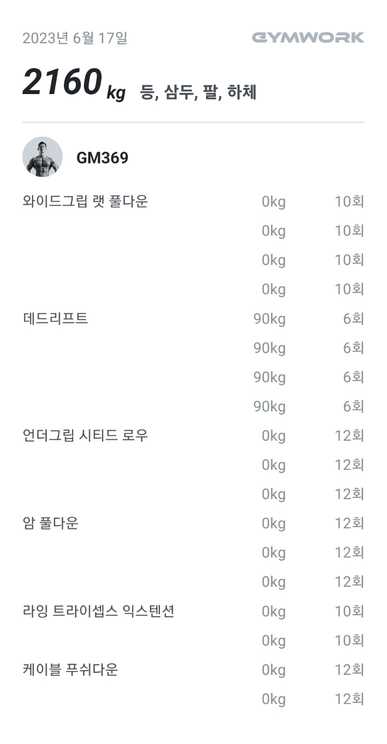 2023년 6월 17일 GYMWORK
2160 kg 등, 삼두, 팔, 하체
GM369
와이드그립 랫 풀다운 0kg 10회
0kg 10회
0kg 10회
0kg 10회
데드리프트 90kg 6회
90kg 6회
90kg 6회
90kg 6회
언더그립 시티드 로우 0kg 12회
0kg 12회
0kg 12회
암 풀다운 0kg 12회
0kg 12회
0kg 12회
라잉 트라이셉스 익스텐션 0kg 10회
0kg 10회
케이블 푸쉬다운 0kg 12회
0kg 12회